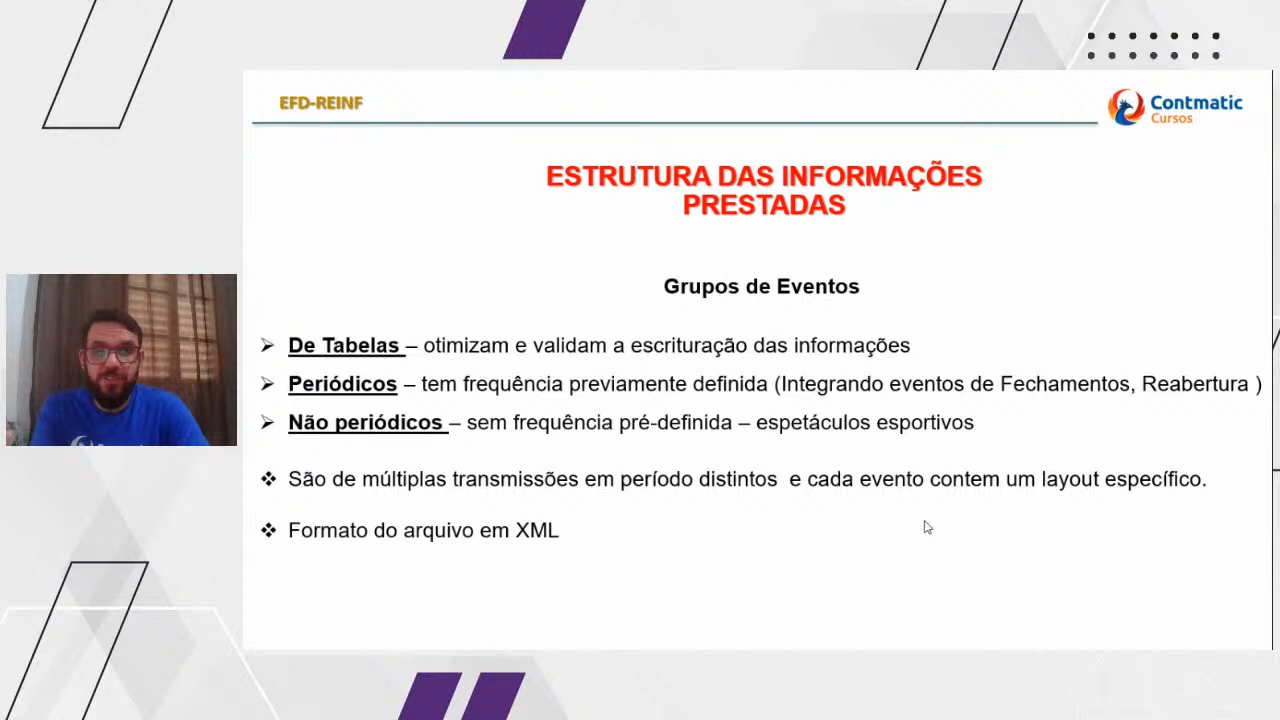 EFD-REINF
Contmatic
Cursos
ESTRUTURA DAS INFORMAÇÕES
PRESTADAS
Grupos de Eventos
De Tabelas – otimizam e validam a escrituração das informações
Periódicos – tem frequência previamente definida (Integrando eventos de Fechamentos, Reabertura )
Não periódicos – sem frequência pré-definida – espetáculos esportivos
São de múltiplas transmissões em período distintos e cada evento contem um layout específico.
Formato do arquivo em XML